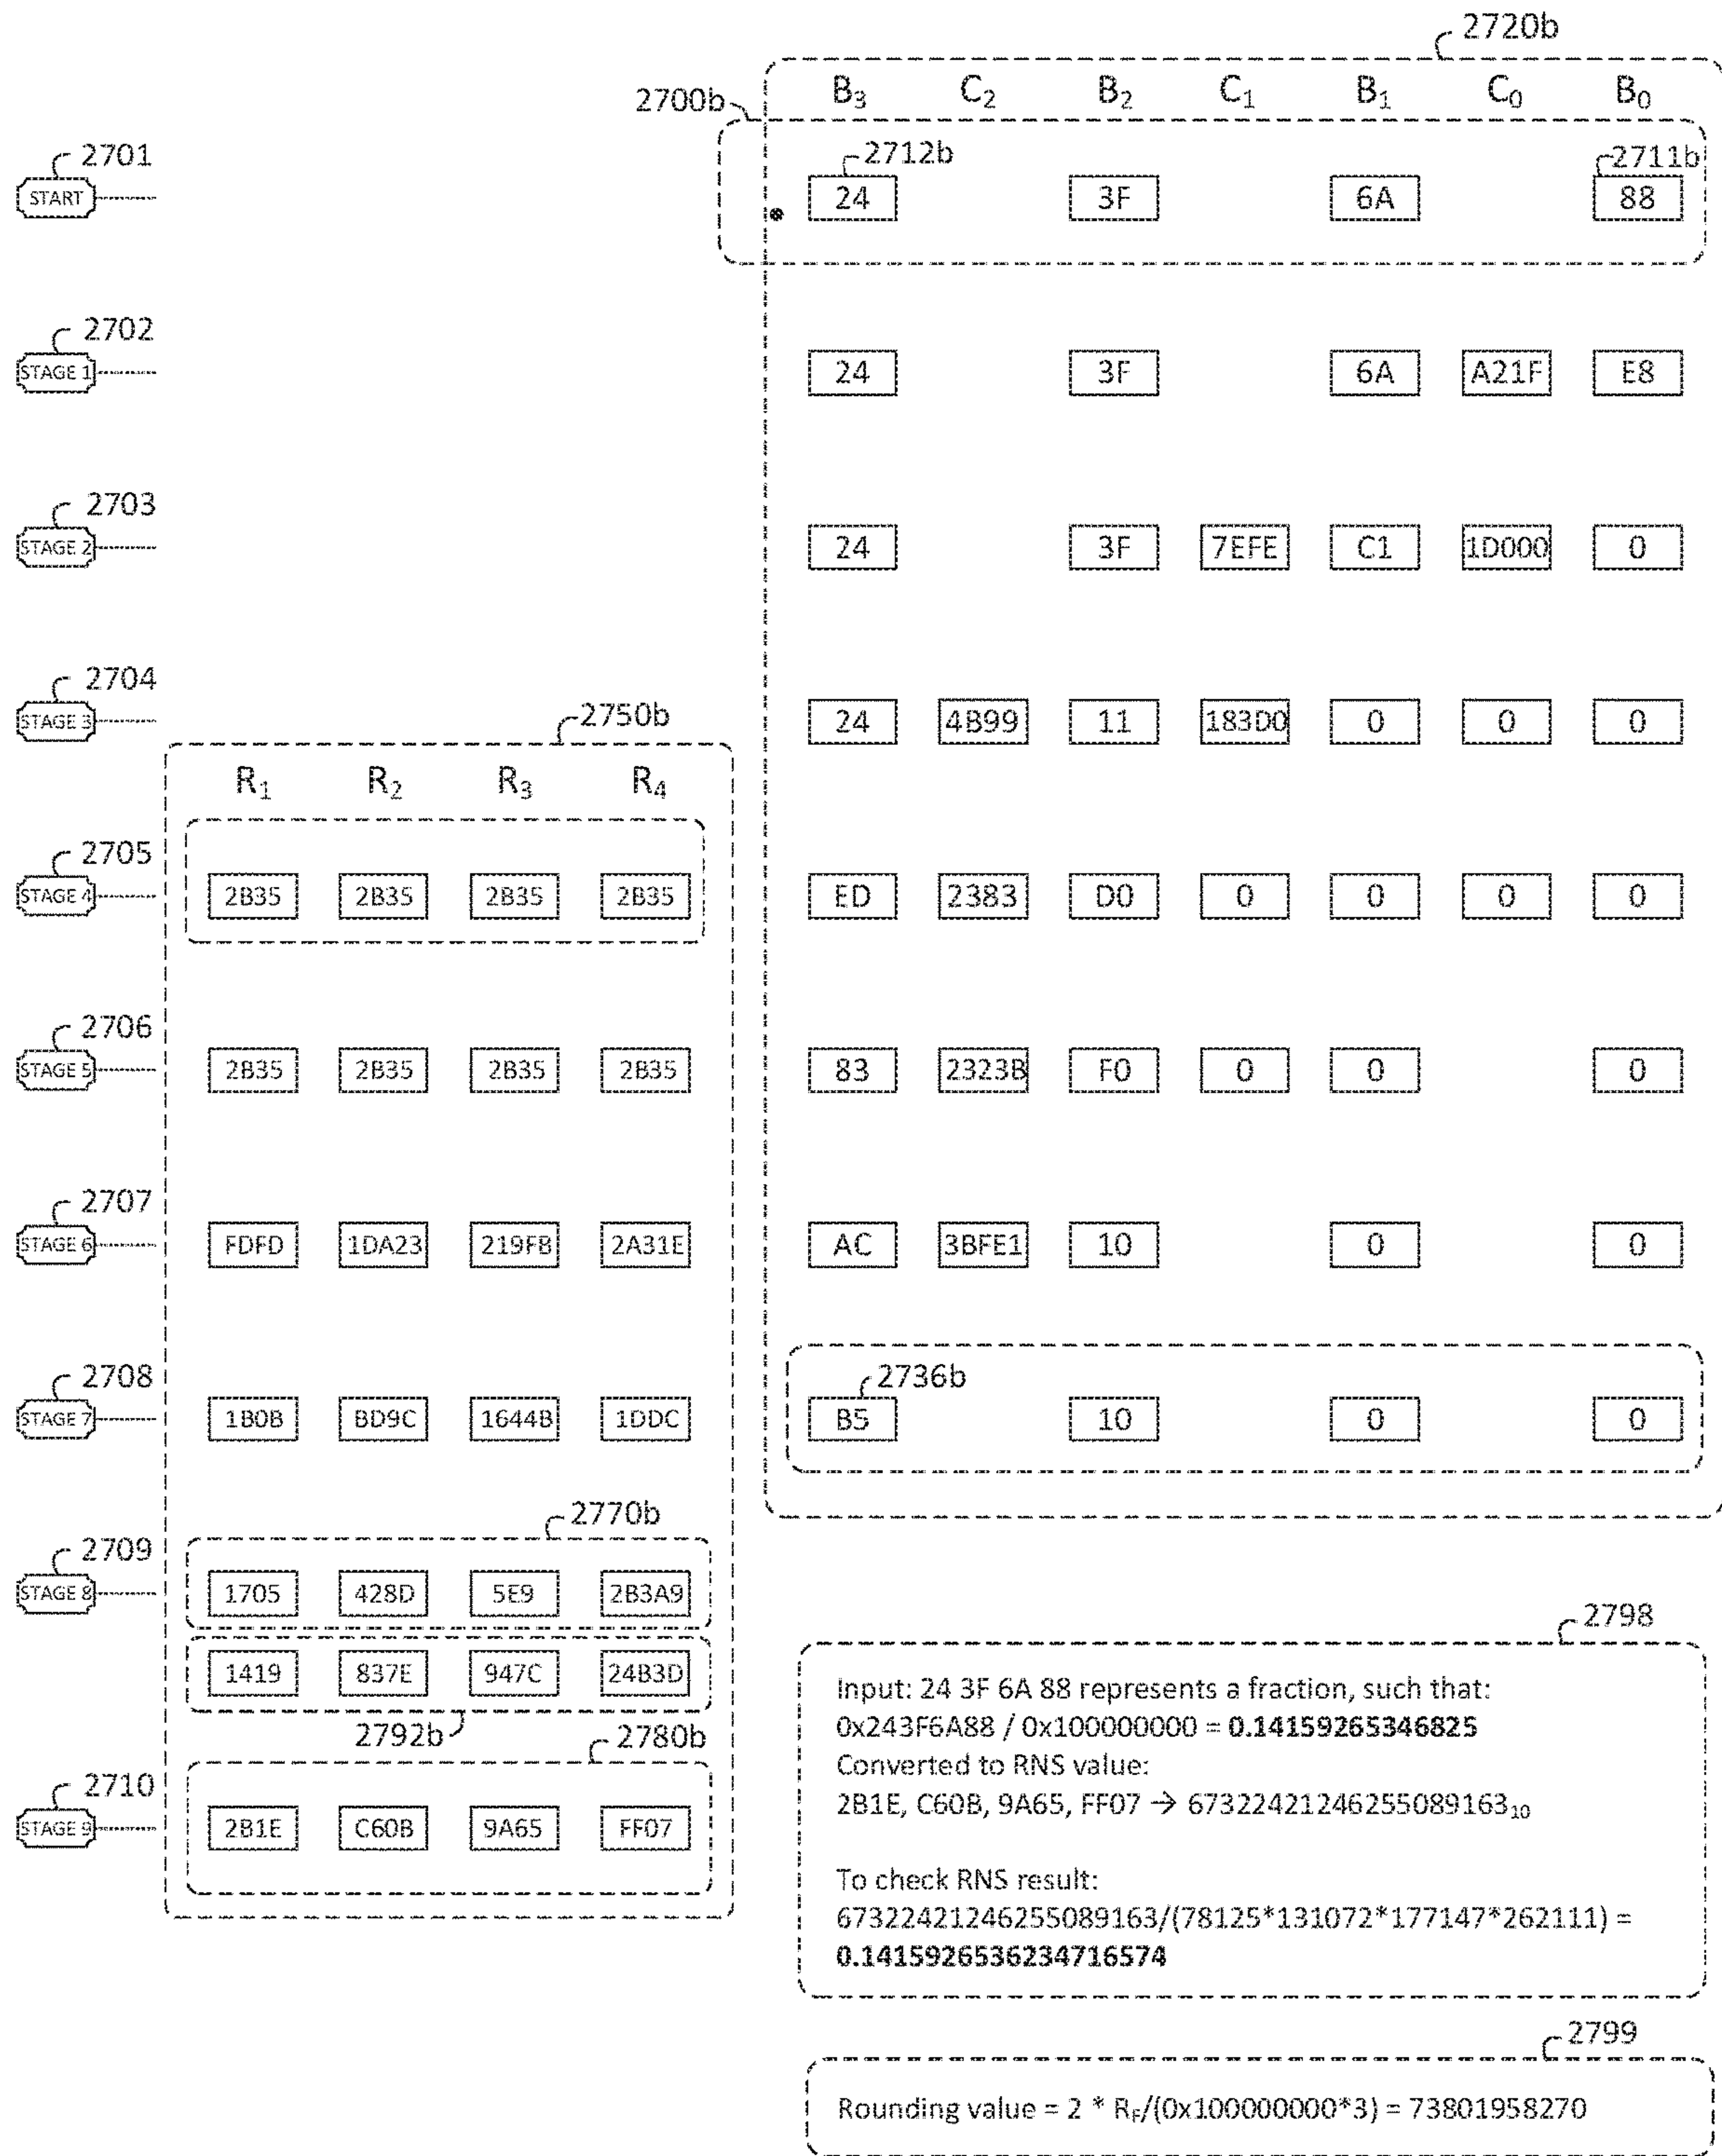 2720b
B3 C2 B2 C1 B1 C0 B0
2700b
2701 2712b 2711b
START 24 3F 6A 88
2702
STAGE 1 24 3F 6A A21F E8
2703
STAGE 2 24 3F 7EFE C1 1D000 0
2704
STAGE 3 24 4B99 11 183D0 0 0 0
2750b
R1 R2 R3 R4
2705
STAGE 4 2B35 2B35 2B35 2B35 ED 2383 D0 0 0 0 0
2706
STAGE 5 2B35 2B35 2B35 2B35 83 2323B F0 0 0 0
2707
STAGE 6 FDFD 1DA23 219FB 2A31E AC 3BFE1 10 0 0
2708 2736b
STAGE 7 1B0B BD9C 1644B 1DDC B5 10 0 0
2770b
2709
STAGE 8 1705 428D 5E9 2B3A9
1419 837E 947C 24B3D
2792b 2780b
2710
STAGE 9 2B1E C60B 9A65 FF07
2798
Input: 24 3F 6A 88 represents a fraction, such that:
0x243F6A88 / 0x100000000 = 0.14159265346825
Converted to RNS value:
2B1E, C60B, 9A65, FF07 → 67322421246255089163₁₀
To check RNS result:
67322421246255089163/(78125*131072*177147*262111) =
0.1415926536234716574
2799
Rounding value = 2 * RF/(0x100000000*3) = 73801958270